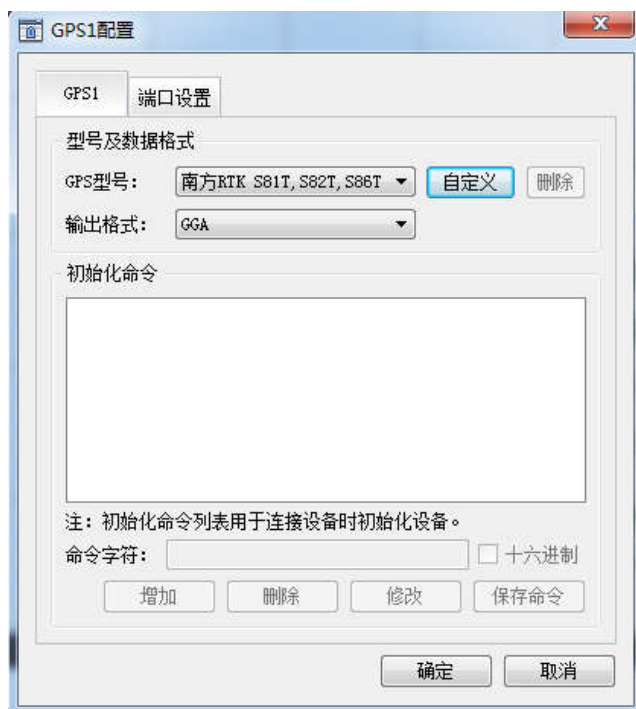 GPS1配置
GPS1 端口设置
型号及数据格式
GPS型号: 南方RTK S81T,S82T,S86T 自定义 删除
输出格式: GGA
初始化命令
注: 初始化命令列表用于连接设备时初始化设备。
命令字符: 十六进制
增加 删除 修改 保存命令
确定 取消